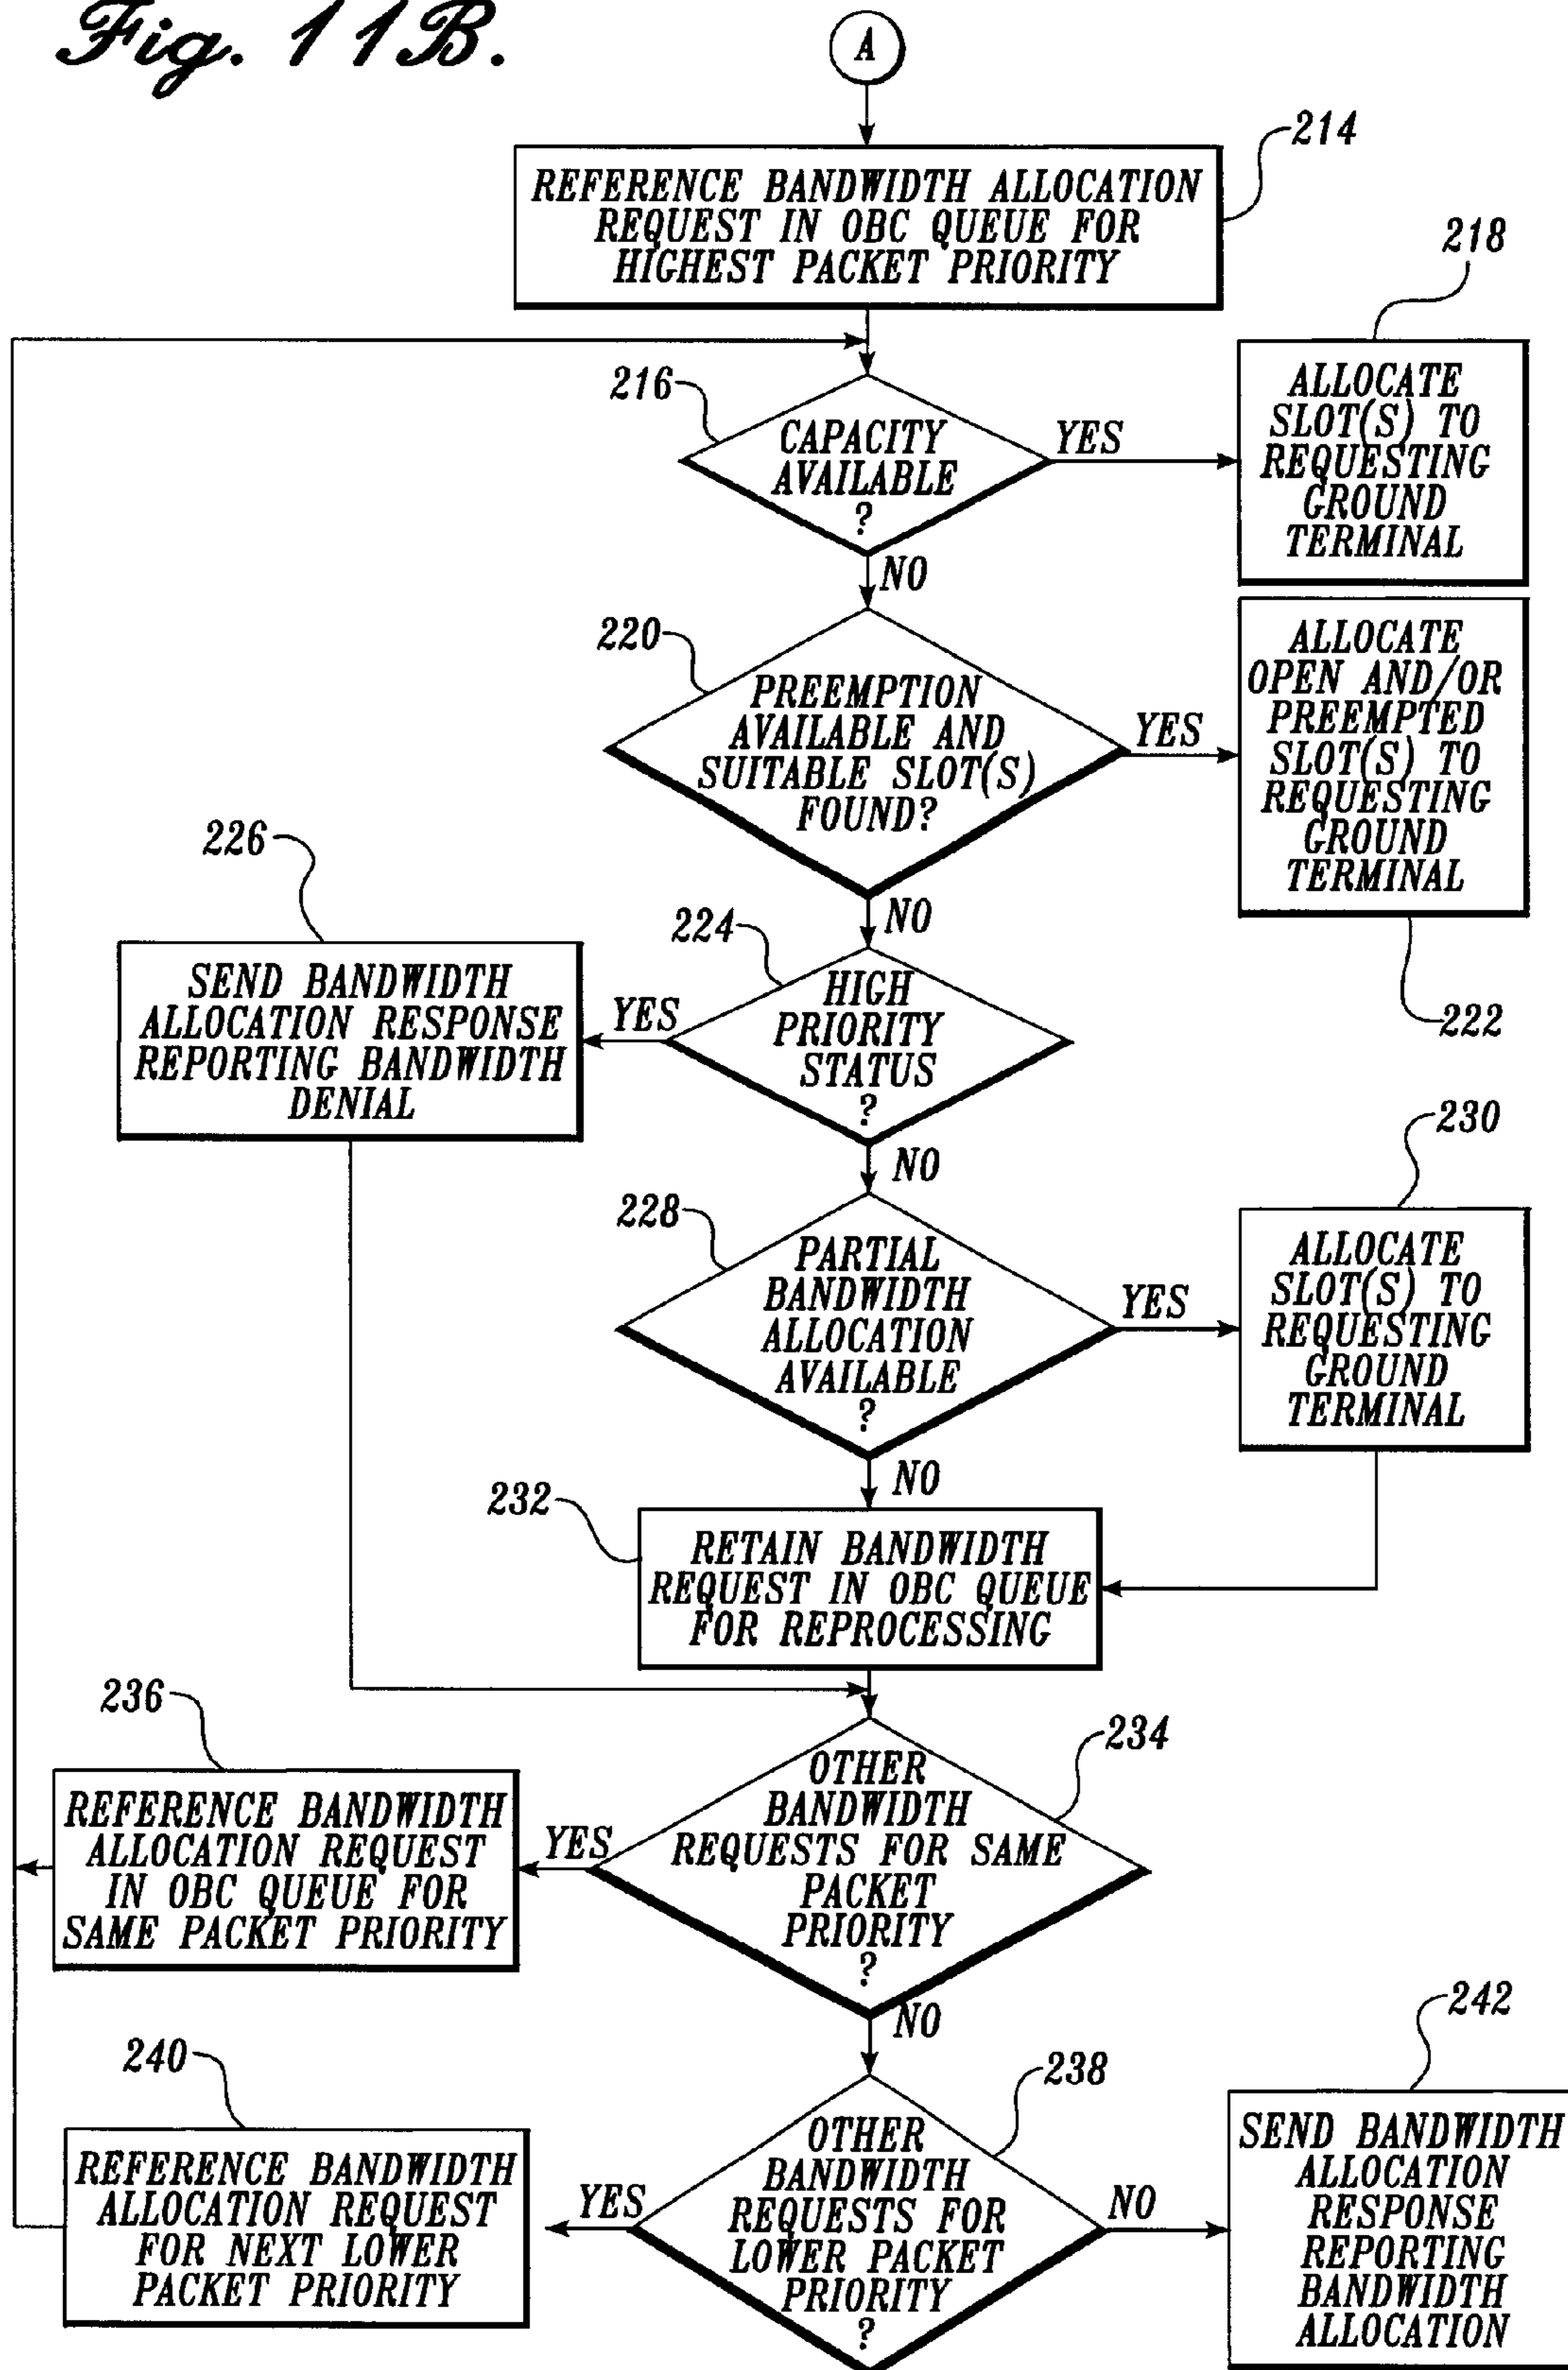 Fig. 11B.
A
214
REFERENCE BANDWIDTH ALLOCATION
REQUEST IN OBC QUEUE FOR
HIGHEST PACKET PRIORITY
218
216
CAPACITY
AVAILABLE
?
YES
ALLOCATE
SLOT(S) TO
REQUESTING
GROUND
TERMINAL
NO
220
PREEMPTION
AVAILABLE AND
SUITABLE SLOT(S)
FOUND?
YES
ALLOCATE
OPEN AND/OR
PREEMPTED
SLOT(S) TO
REQUESTING
GROUND
TERMINAL
222
NO
226
224
HIGH
PRIORITY
STATUS
?
YES
SEND BANDWIDTH
ALLOCATION RESPONSE
REPORTING BANDWIDTH
DENIAL
NO
230
228
PARTIAL
BANDWIDTH
ALLOCATION
AVAILABLE
?
YES
ALLOCATE
SLOT(S) TO
REQUESTING
GROUND
TERMINAL
NO
232
RETAIN BANDWIDTH
REQUEST IN OBC QUEUE
FOR REPROCESSING
236
234
OTHER
BANDWIDTH
REQUESTS FOR SAME
PACKET
PRIORITY
?
YES
REFERENCE BANDWIDTH
ALLOCATION REQUEST
IN OBC QUEUE FOR
SAME PACKET PRIORITY
NO
242
240
238
OTHER
BANDWIDTH
REQUESTS FOR
LOWER PACKET
PRIORITY
?
YES
REFERENCE BANDWIDTH
ALLOCATION REQUEST
FOR NEXT LOWER
PACKET PRIORITY
NO
SEND BANDWIDTH
ALLOCATION
RESPONSE
REPORTING
BANDWIDTH
ALLOCATION